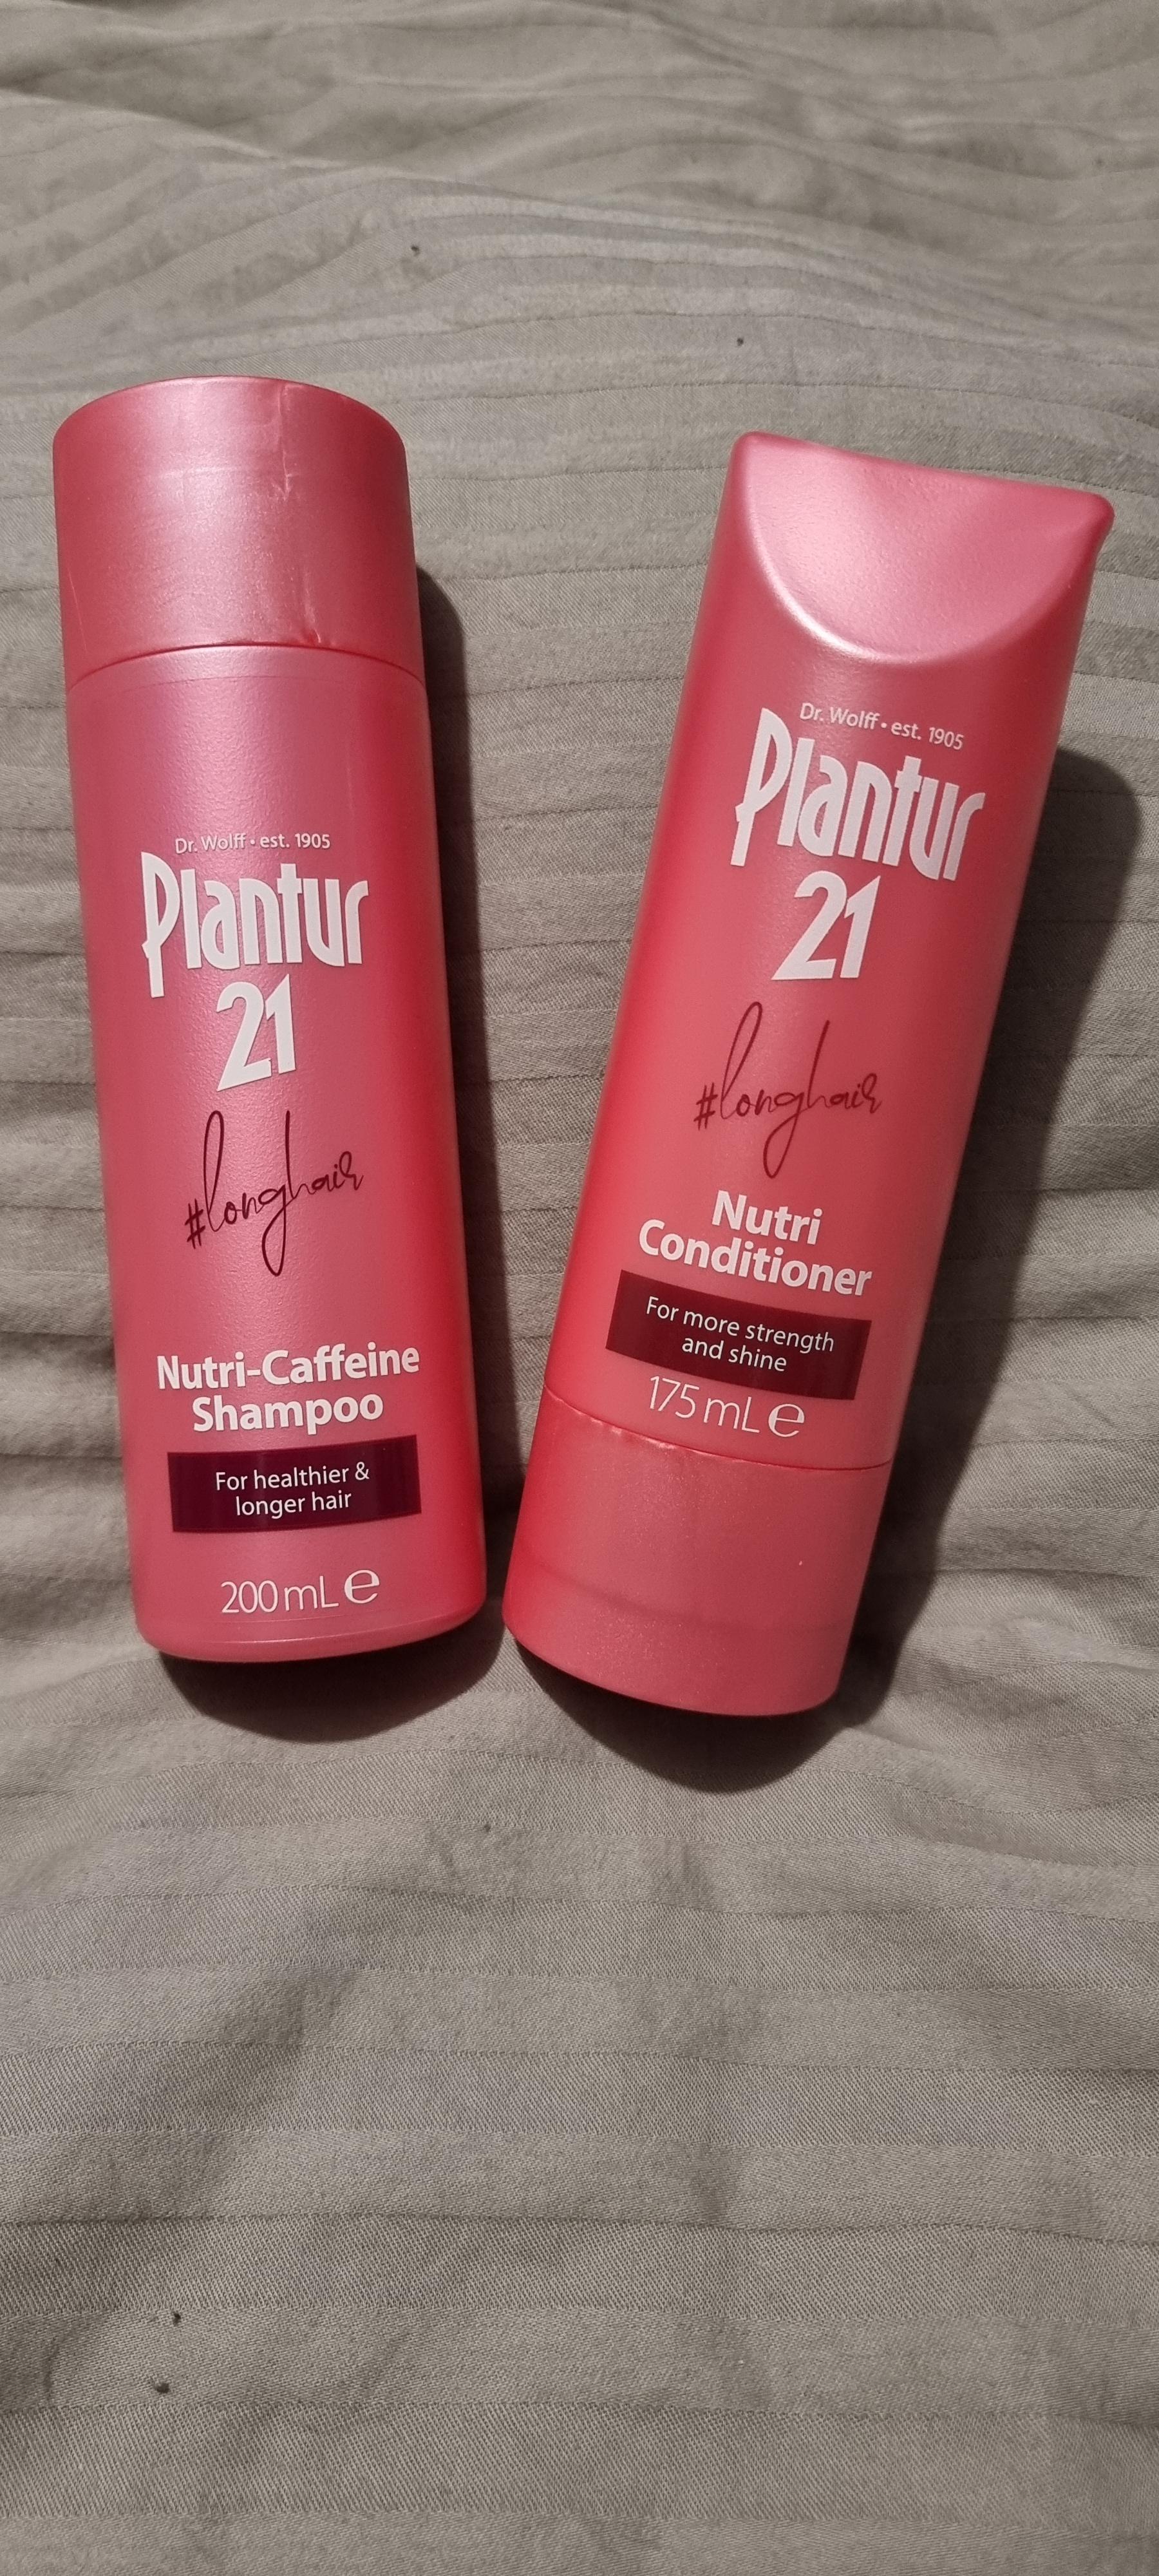 Dr. Wolff • est. 1905
Plantur
21
#longhair
Nutri-Caffeine
Shampoo
For healthier &
longer hair
200 mL e
Dr. Wolff • est. 1905
Plantur
21
#longhair
Nutri
Conditioner
For more strength
and shine
175 mL e